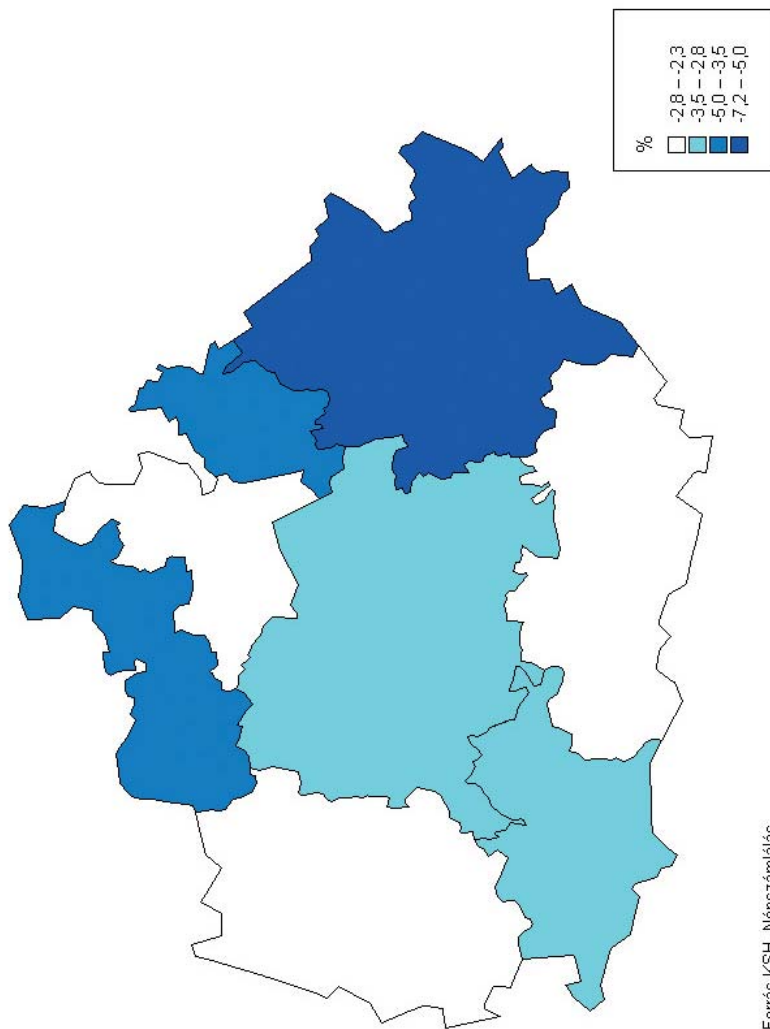 %
-2,8 – -2,3
-3,5 – -2,8
-5,0 – -3,5
-7,2 – -5,0
Forrás KSH, Népszámlálás